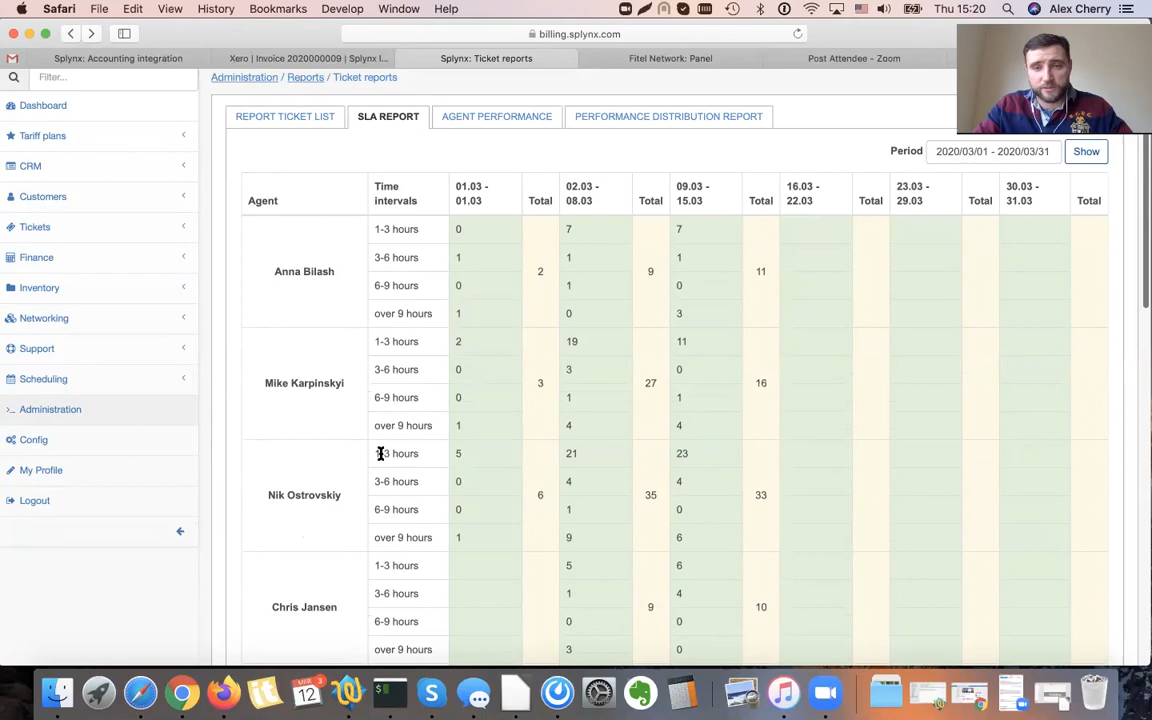 Safari File Edit View History Bookmarks Develop Window Help Thu 15:20 Alex Cherry
billing.splynx.com
Splynx: Accounting integration Xero | Invoice 2020000009 | Splynx I... Splynx: Ticket reports Fitel Network: Panel Post Attendee - Zoom
Filter...
Dashboard
Tariff plans
CRM
Customers
Tickets
Finance
Inventory
Networking
Support
Scheduling
Administration
Config
My Profile
Logout
Administration / Reports / Ticket reports
REPORT TICKET LIST SLA REPORT AGENT PERFORMANCE PERFORMANCE DISTRIBUTION REPORT
Period 2020/03/01 - 2020/03/31 Show
Agent Time intervals 01.03 - 01.03 Total 02.03 - 08.03 Total 09.03 - 15.03 Total 16.03 - 22.03 Total 23.03 - 29.03 Total 30.03 - 31.03 Total
1-3 hours 0 7 7
3-6 hours 1 1 1
Anna Bilash 2 9 11
6-9 hours 0 1 0
over 9 hours 1 0 3
1-3 hours 2 19 11
3-6 hours 0 3 0
Mike Karpinskyi 3 27 16
6-9 hours 0 1 1
over 9 hours 1 4 4
1-3 hours 5 21 23
3-6 hours 0 4 4
Nik Ostrovskiy 6 35 33
6-9 hours 0 1 0
over 9 hours 1 9 6
1-3 hours 5 6
3-6 hours 1 4
Chris Jansen 9 10
6-9 hours 0 0
over 9 hours 3 0
MAR 3
12